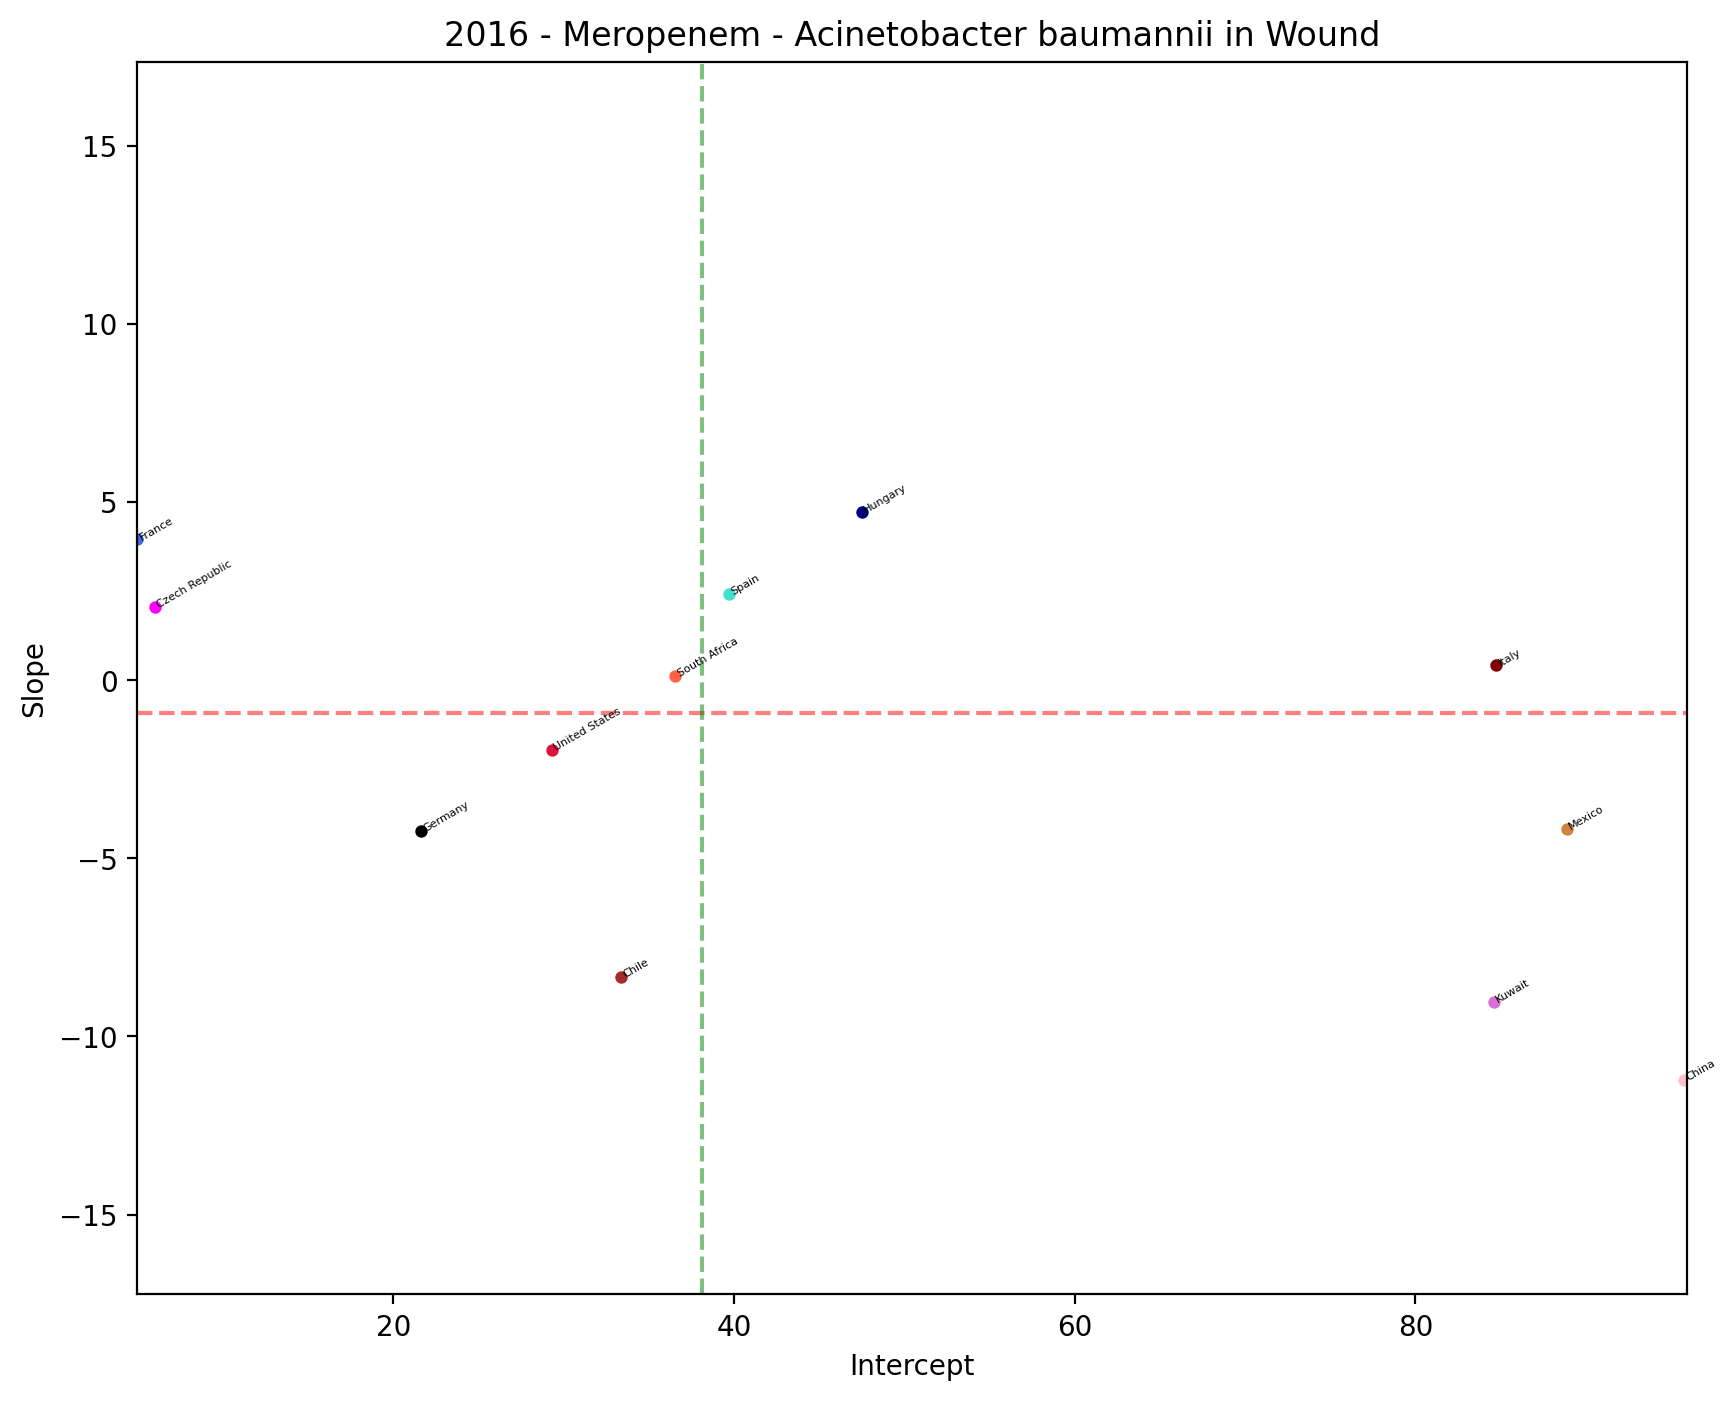 2016 - Meropenem - Acinetobacter baumannii in Wound
15
10
5
0
−5
−10
−15
Slope
France
Czech Republic
Hungary
Spain
South Africa
Italy
United States
Germany
Mexico
Chile
Kuwait
China
20
40
60
80
Intercept